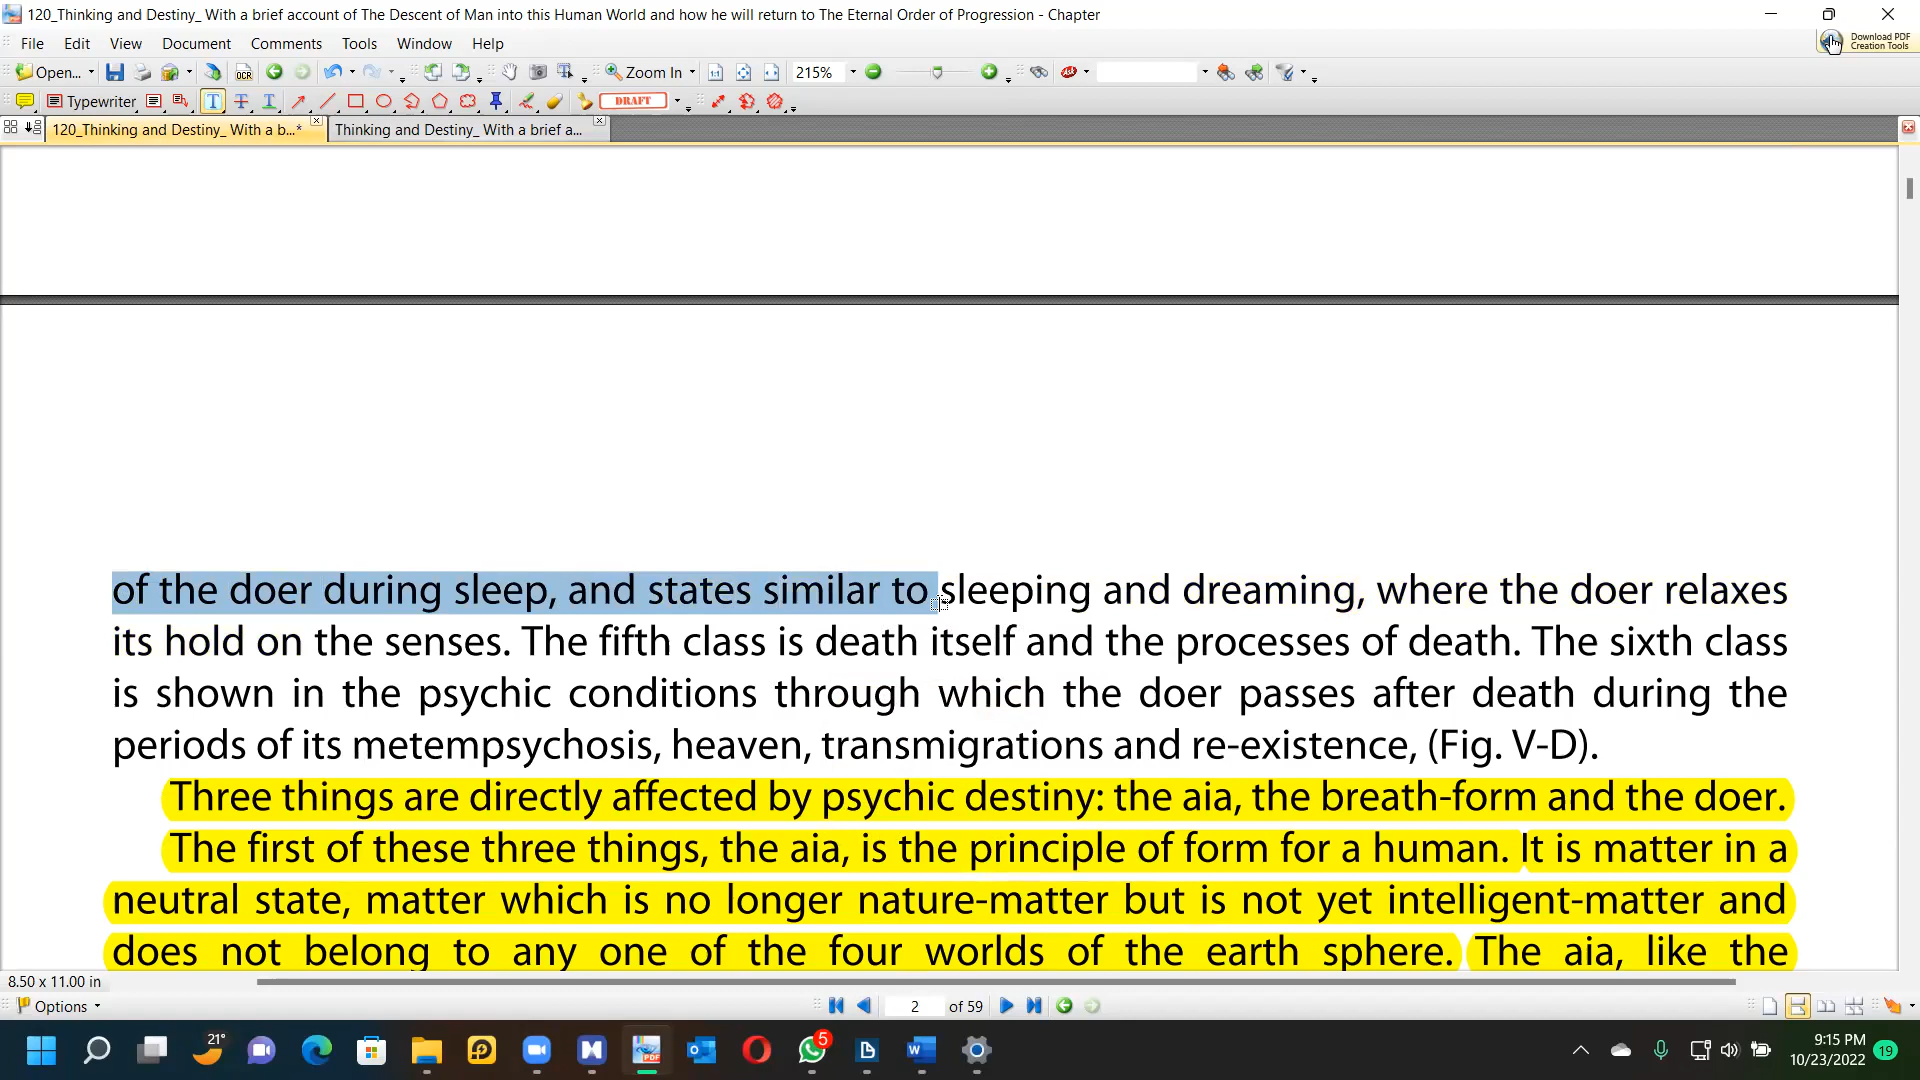 120_Thinking and Destiny_ With a brief account of The Descent of Man into this Human World and how he will return to The Eternal Order of Progression - Chapter
File Edit View Document Comments Tools Window Help
Download PDF
Creation Tools
Open... OCR Zoom In 1:1 215%
Typewriter T T T DRAFT
120_Thinking and Destiny_ With a b...* Thinking and Destiny_ With a brief a...
of the doer during sleep, and states similar to sleeping and dreaming, where the doer relaxes
its hold on the senses. The fifth class is death itself and the processes of death. The sixth class
is shown in the psychic conditions through which the doer passes after death during the
periods of its metempsychosis, heaven, transmigrations and re-existence, (Fig. V-D).
Three things are directly affected by psychic destiny: the aia, the breath-form and the doer.
The first of these three things, the aia, is the principle of form for a human. It is matter in a
neutral state, matter which is no longer nature-matter but is not yet intelligent-matter and
does not belong to any one of the four worlds of the earth sphere. The aia, like the
8.50 x 11.00 in
Options 2 of 59
21° 5 9:15 PM
10/23/2022 19